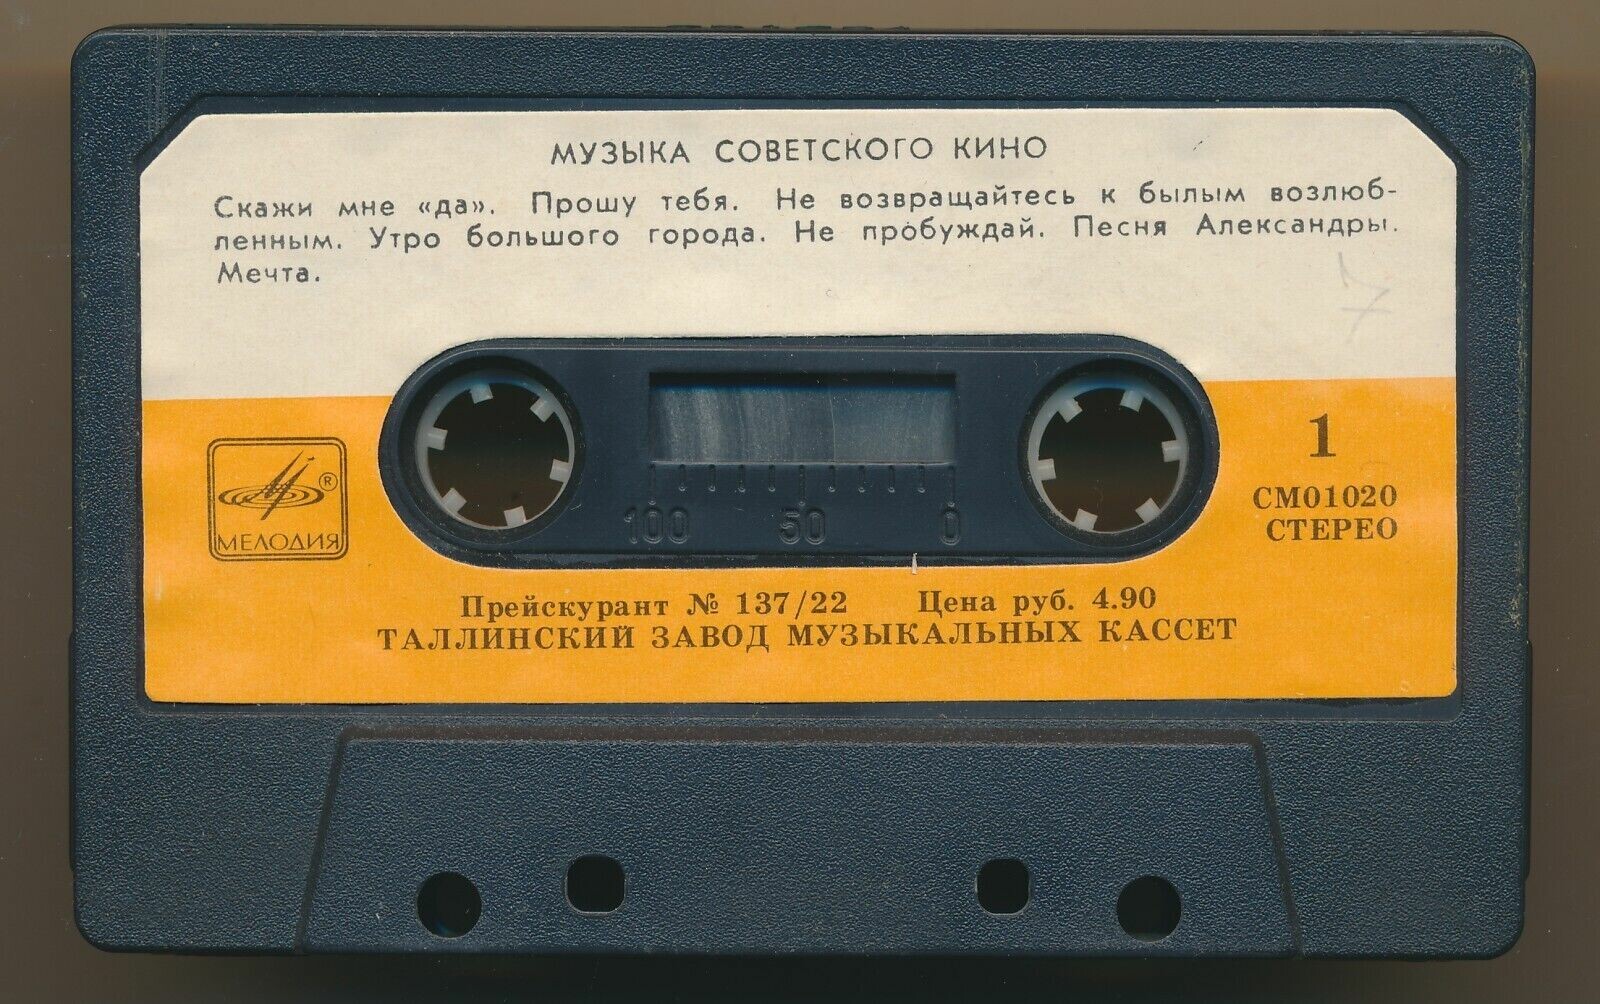 МУЗЫКА СОВЕТСКОГО КИНО
Скажи мне «да». Прошу тебя. Не возвращайтесь к былым возлюб-
ленным. Утро большого города. Не пробуждай. Песня Александры.
Мечта.
1
СМ01020
СТЕРЕО
®
МЕЛОДИЯ
100 50 0
Прейскурант № 137/22 Цена руб. 4.90
ТАЛЛИНСКИЙ ЗАВОД МУЗЫКАЛЬНЫХ КАССЕТ